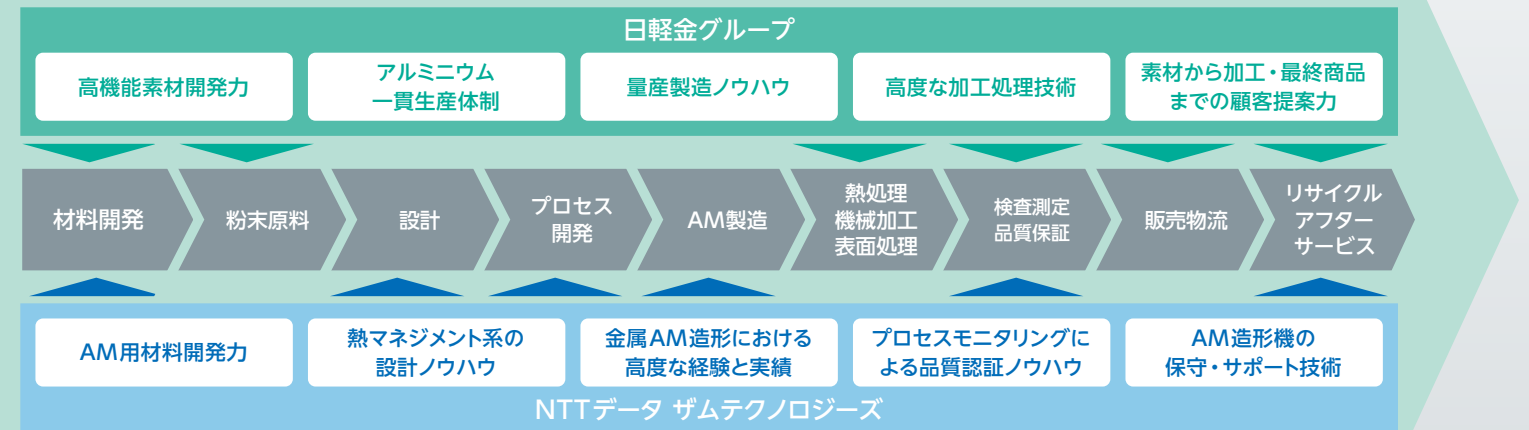 日軽金グループ
高機能素材開発力
アルミニウム
一貫生産体制
量産製造ノウハウ
高度な加工処理技術
素材から加工・最終商品
までの顧客提案力
材料開発
粉末原料
設計
プロセス
開発
AM製造
熱処理
機械加工
表面処理
検査測定
品質保証
販売物流
リサイクル
アフター
サービス
AM用材料開発力
熱マネジメント系の
設計ノウハウ
金属AM造形における
高度な経験と実績
プロセスモニタリングに
よる品質認証ノウハウ
AM造形機の
保守・サポート技術
NTTデータ ザムテクノロジーズ